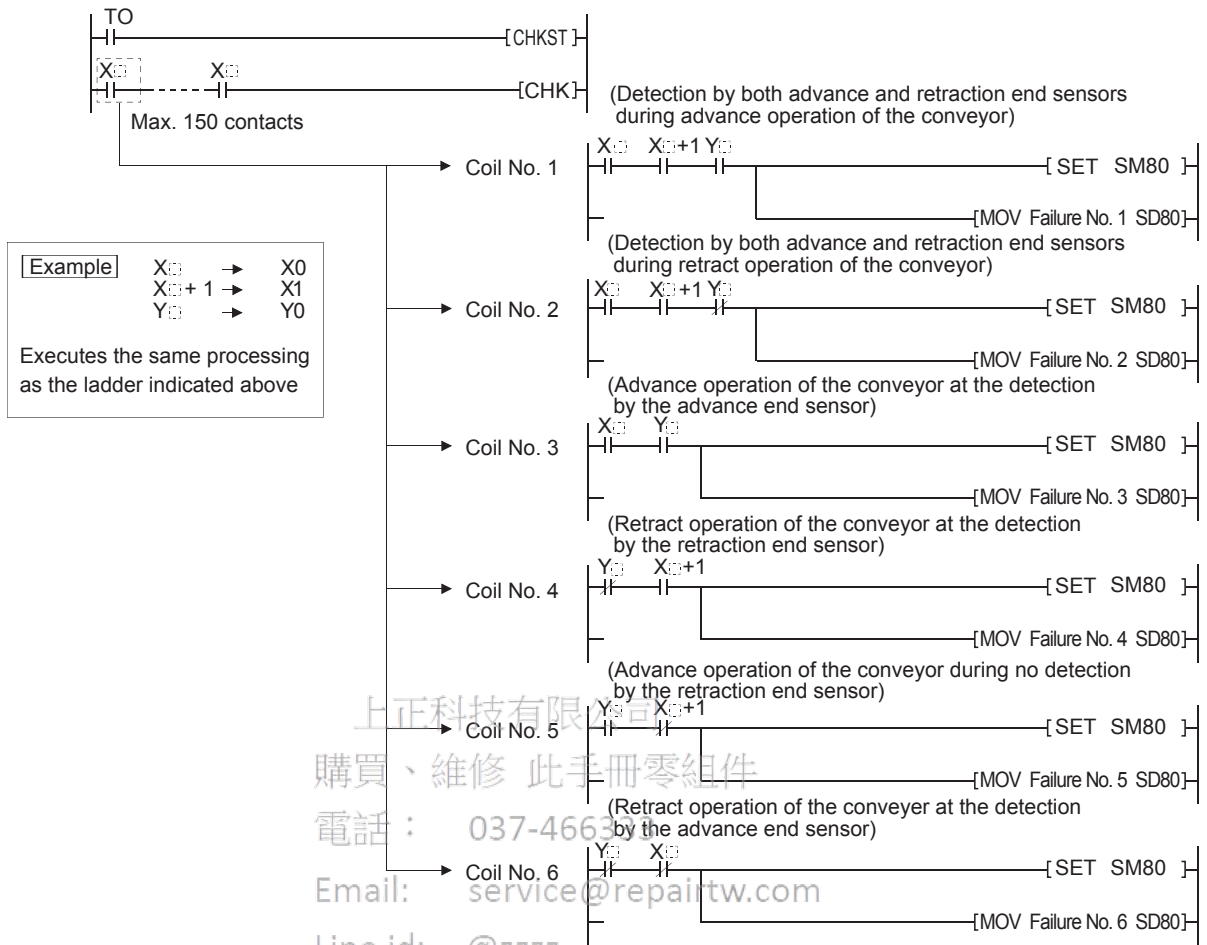 TO
[CHKST]
X□ X□
[CHK]
Max. 150 contacts
(Detection by both advance and retraction end sensors
during advance operation of the conveyor)
Coil No. 1
X□ X□+1 Y□
[ SET SM80 ]
[MOV Failure No. 1 SD80]
(Detection by both advance and retraction end sensors
during retract operation of the conveyor)
Coil No. 2
X□ X□+1 Y□
[ SET SM80 ]
[MOV Failure No. 2 SD80]
Example X□ → X0
X□+ 1 → X1
Y□ → Y0
Executes the same processing
as the ladder indicated above
(Advance operation of the conveyor at the detection
by the advance end sensor)
Coil No. 3
X□ Y□
[ SET SM80 ]
[MOV Failure No. 3 SD80]
(Retract operation of the conveyor at the detection
by the retraction end sensor)
Coil No. 4
Y□ X□+1
[ SET SM80 ]
[MOV Failure No. 4 SD80]
(Advance operation of the conveyor during no detection
by the retraction end sensor)
Coil No. 5
Y□ X□+1
[ SET SM80 ]
[MOV Failure No. 5 SD80]
(Retract operation of the conveyer at the detection
by the advance end sensor)
Coil No. 6
Y□ X□
[ SET SM80 ]
[MOV Failure No. 6 SD80]
上正科技有限公司
購買、維修 此手冊零組件
電話： 037-466333
Email: service@repairtw.com
Line id: